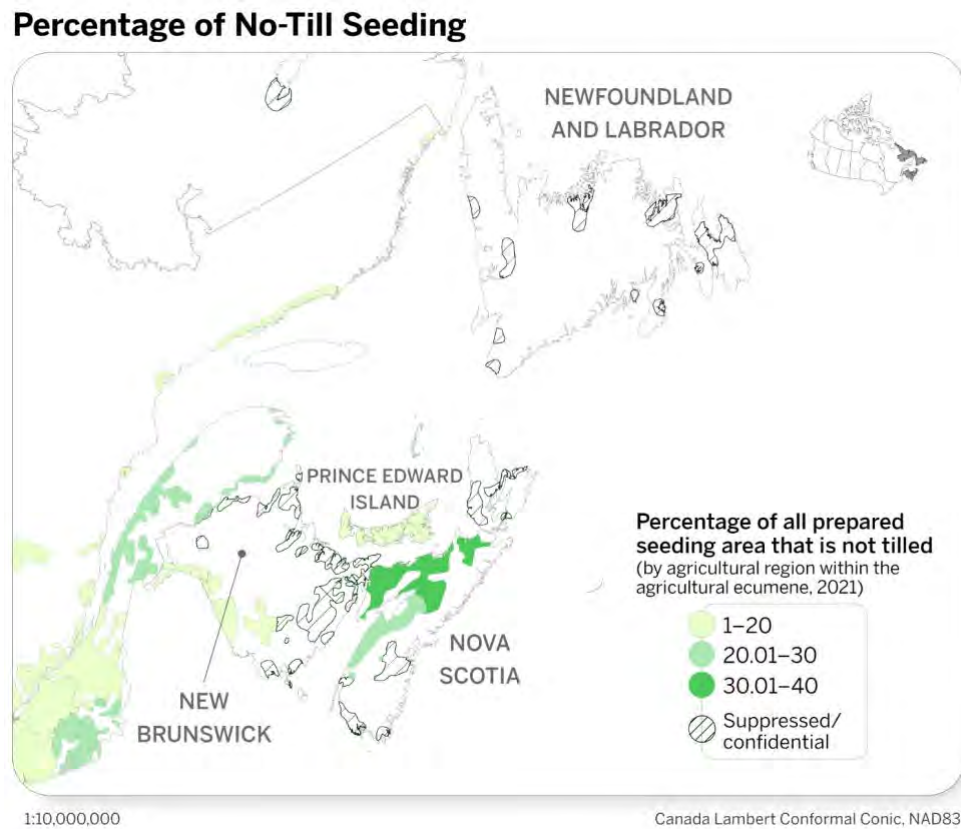 Percentage of No-Till Seeding
NEWFOUNDLAND
AND LABRADOR
PRINCE EDWARD
ISLAND
NOVA
SCOTIA
NEW
BRUNSWICK
Percentage of all prepared
seeding area that is not tilled
(by agricultural region within the
agricultural ecumene, 2021)
1–20
20.01–30
30.01–40
Suppressed/
confidential
1:10,000,000
Canada Lambert Conformal Conic, NAD83